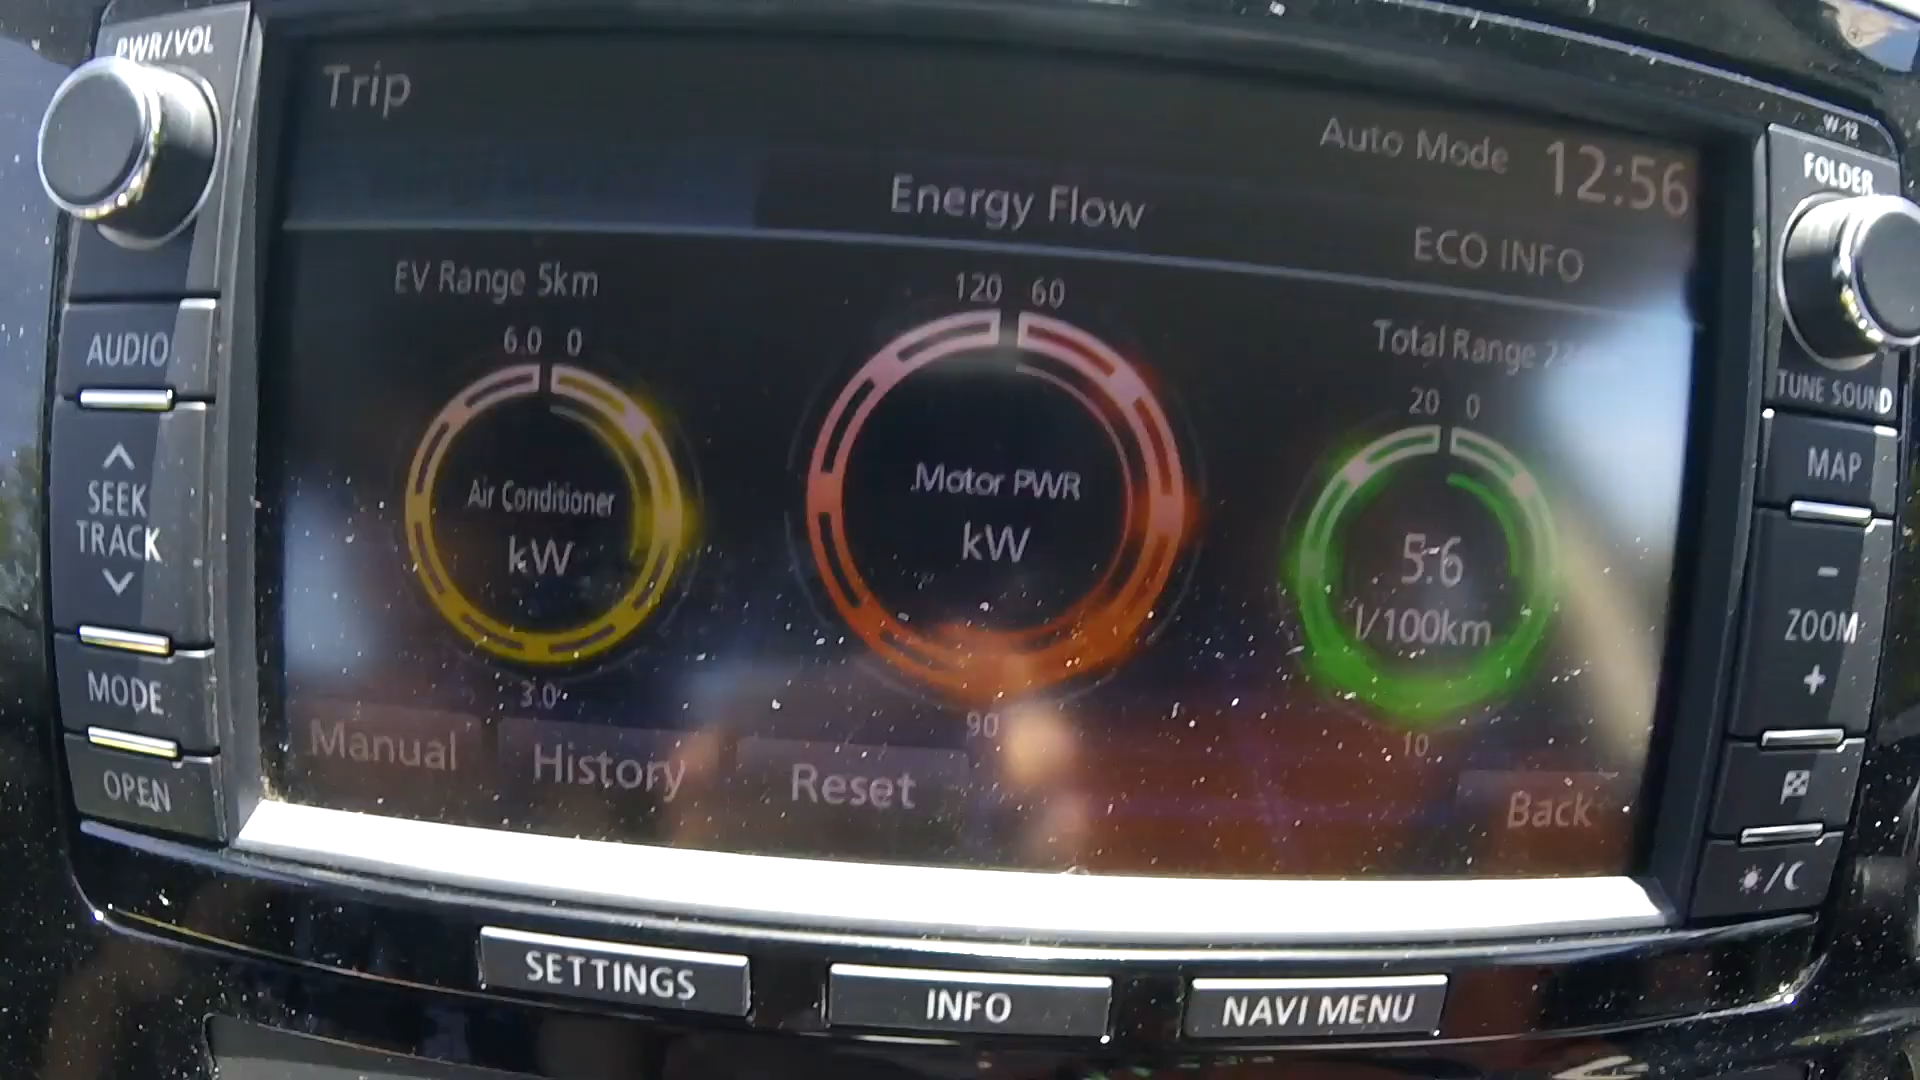 PWR/VOL
AUDIO
SEEK
TRACK
MODE
OPEN
Trip
Auto Mode 12:56
Energy Flow
ECO INFO
EV Range 5km
6.0 0
Air Conditioner
kW
3.0
120 60
Motor PWR
kW
90
Total Range
20 0
5.6
l/100km
10
Manual
History
Reset
Back
W-12
FOLDER
TUNE SOUND
MAP
-
ZOOM
+
SETTINGS
INFO
NAVI MENU